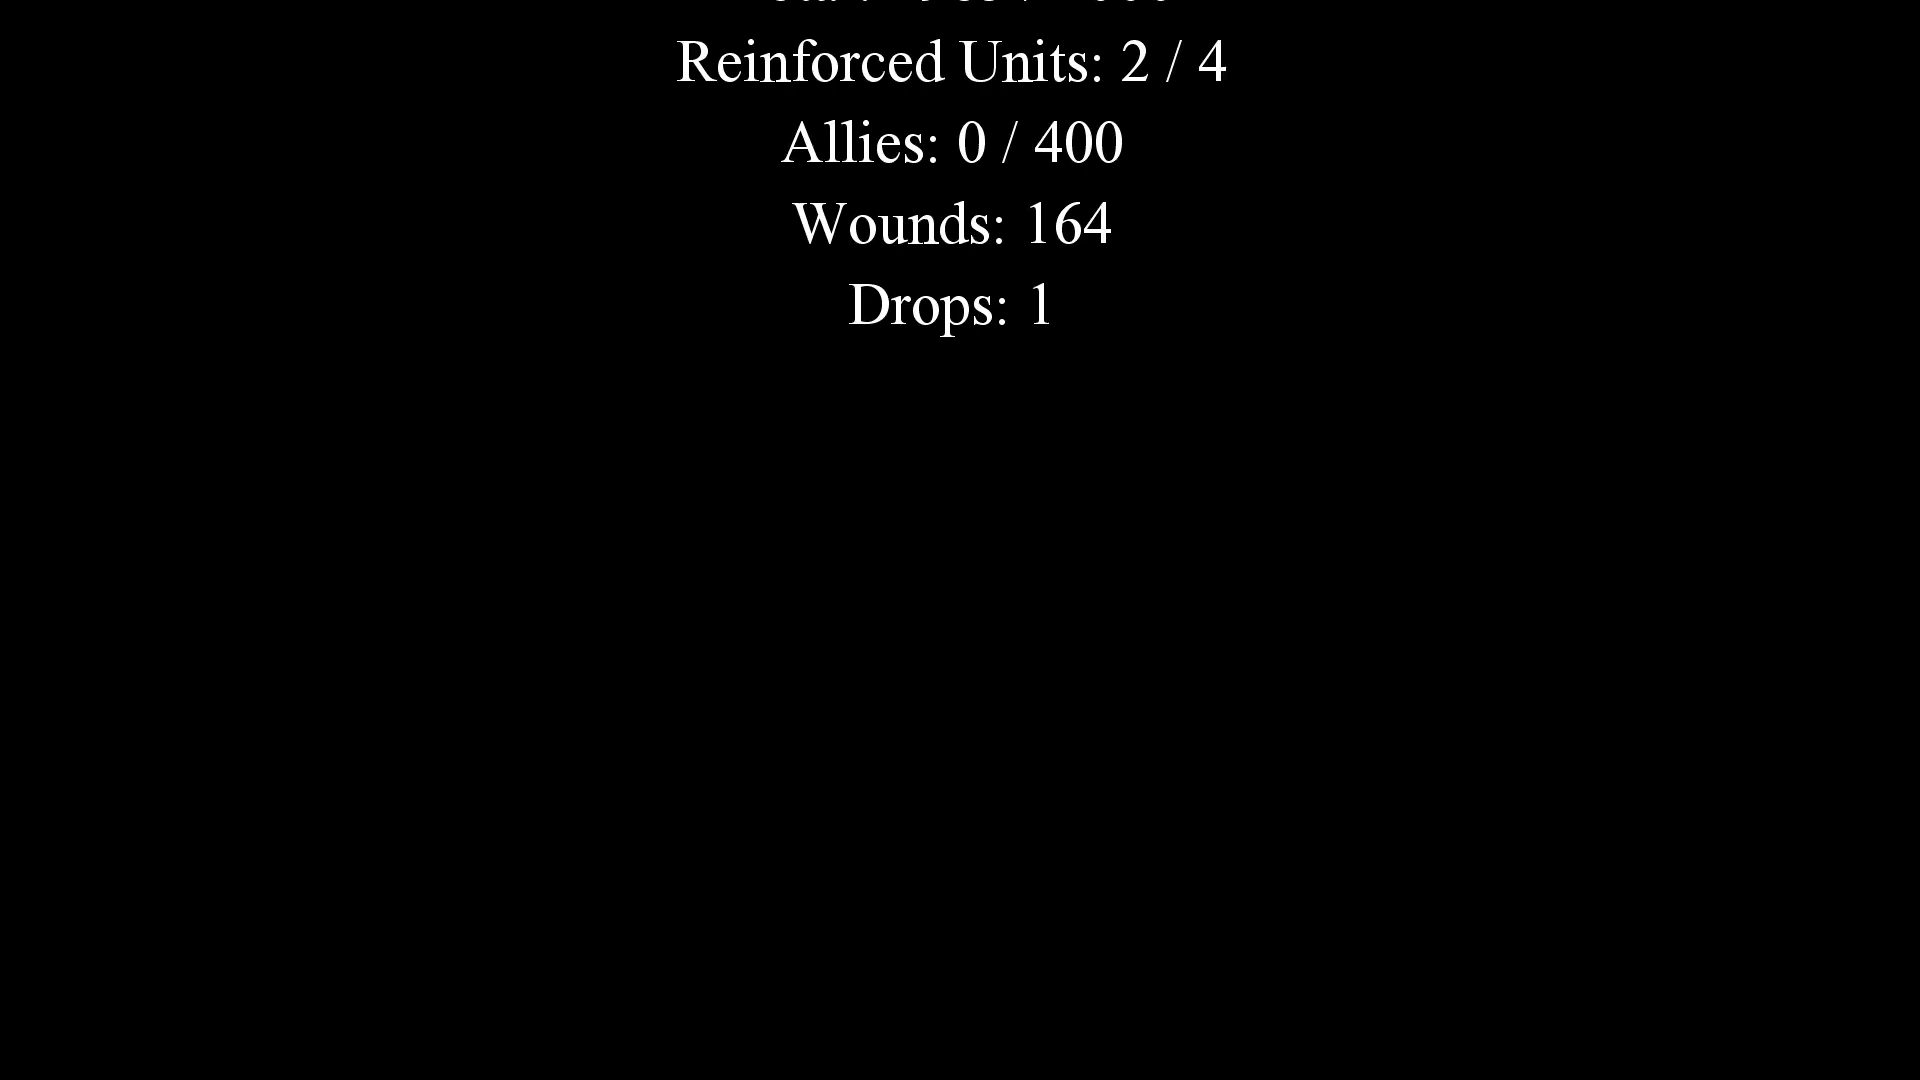 Reinforced Units: 2 / 4
Allies: 0 / 400
Wounds: 164
Drops: 1